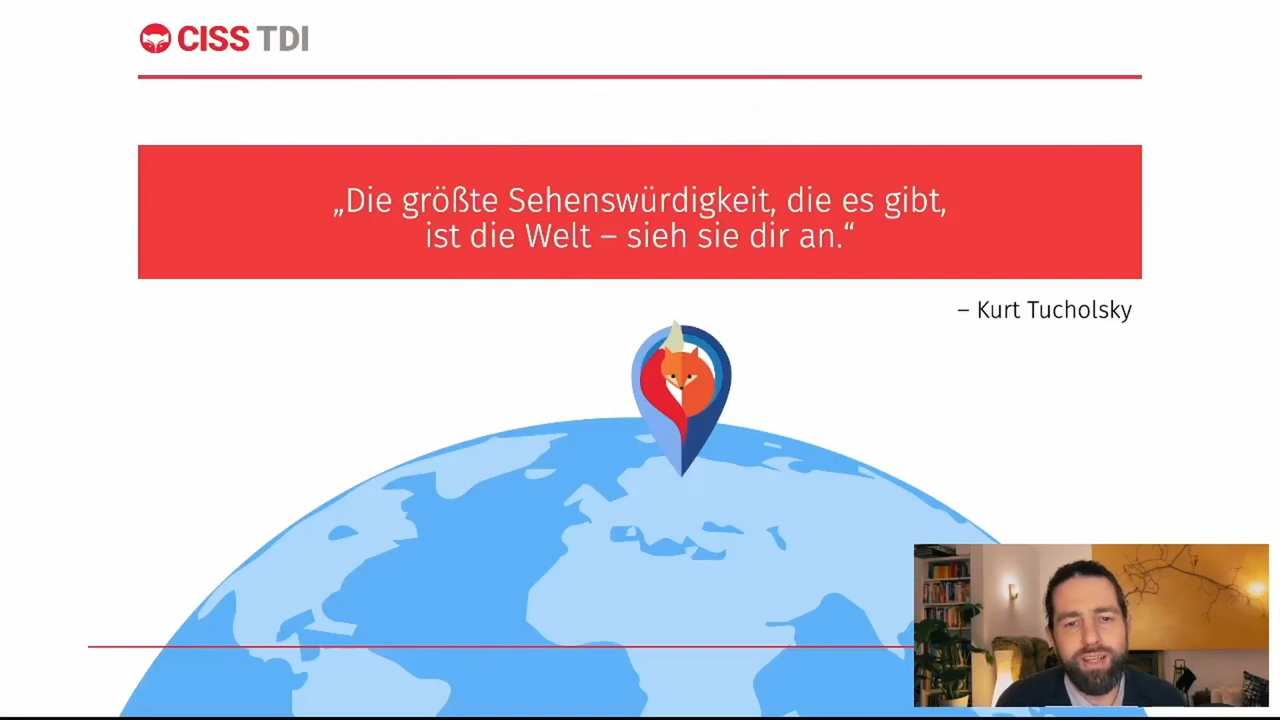 CISS TDI
„Die größte Sehenswürdigkeit, die es gibt,
ist die Welt – sieh sie dir an.“
– Kurt Tucholsky